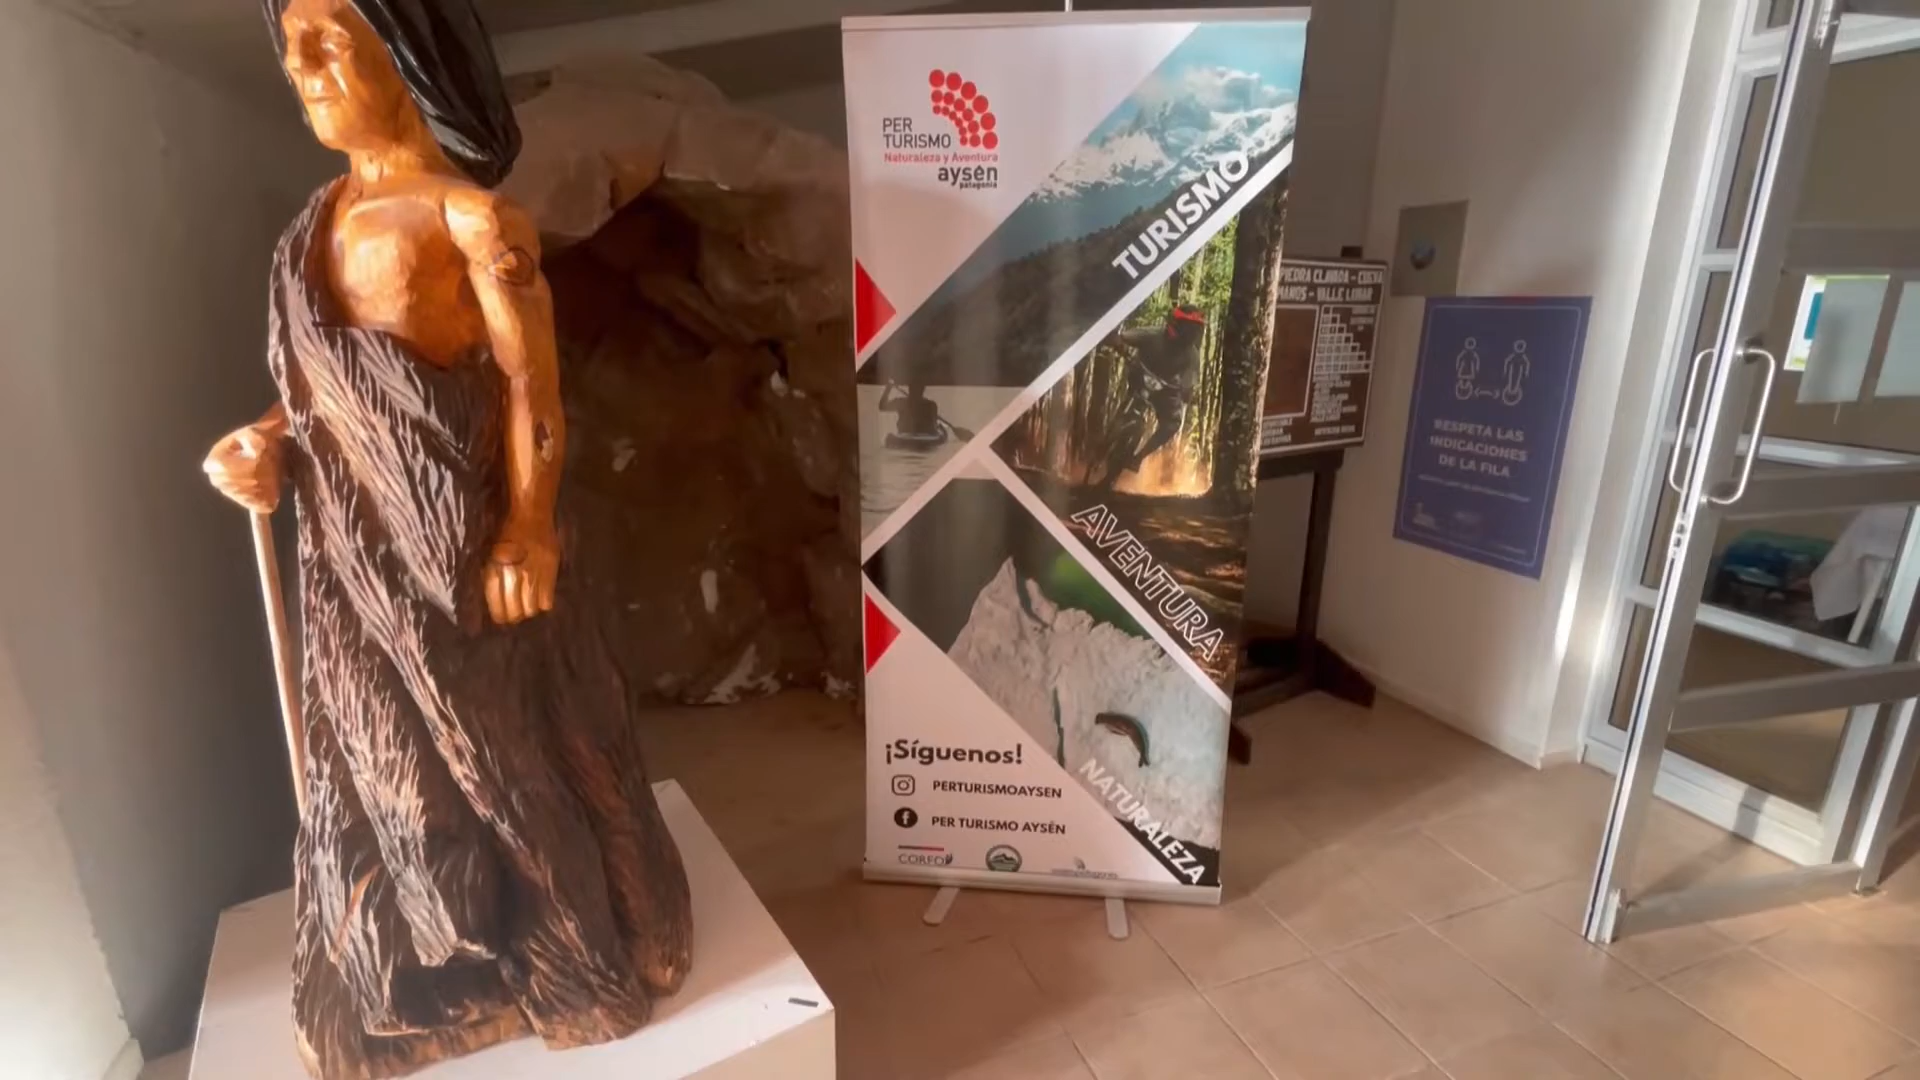 PER
TURISMO
Naturaleza y Aventura
aysén
patagonia
TURISMO
AVENTURA
NATURALEZA
¡Síguenos!
PERTURISMOAYSEN
PER TURISMO AYSÉN
CORFO
PIEDRA CLAVADA - CUEVA
MANOS - VALLE LUNAR
RESPETA LAS
INDICACIONES
DE LA FILA